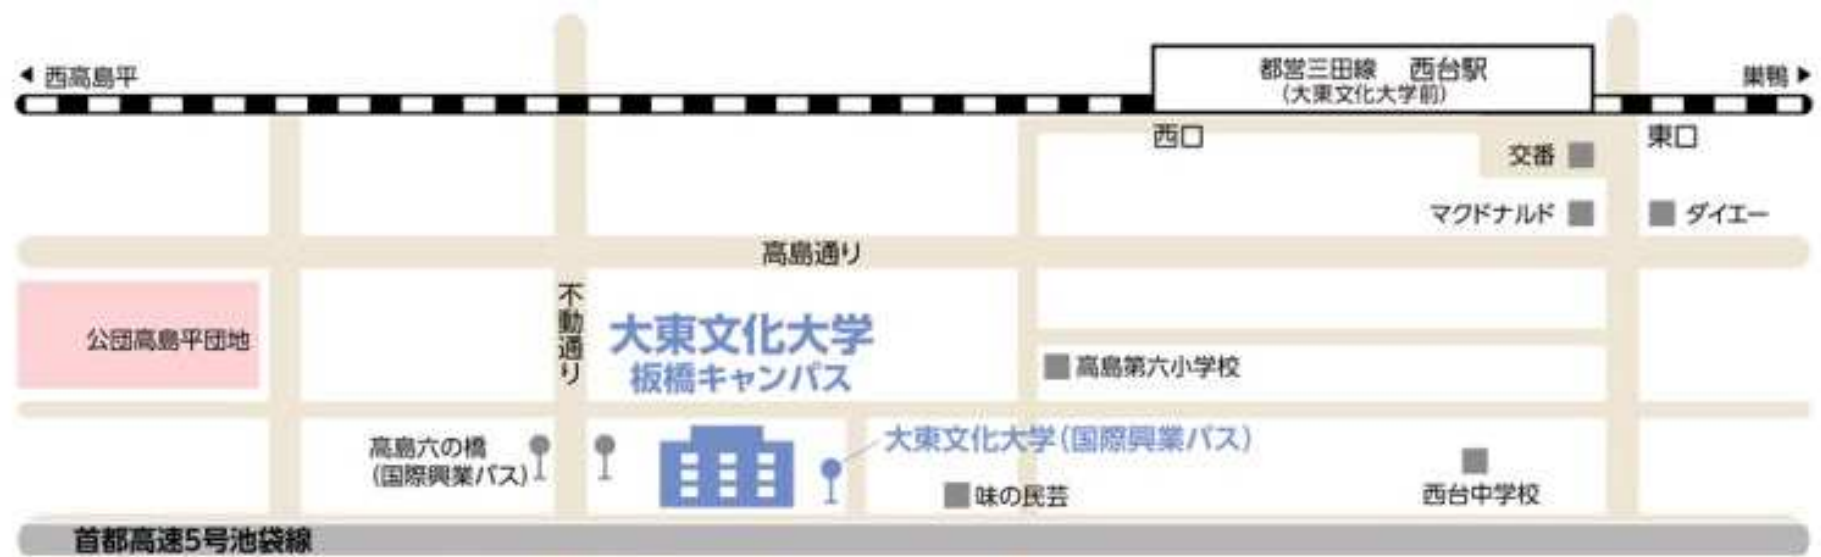 西高島平
都営三田線 西台駅
(大東文化大学前)
巣鴨
西口
東口
交番
マクドナルド
ダイエー
高島通り
公団高島平団地
不動通り
大東文化大学
板橋キャンパス
高島第六小学校
高島六の橋
(国際興業バス)
大東文化大学(国際興業バス)
味の民芸
西台中学校
首都高速5号池袋線